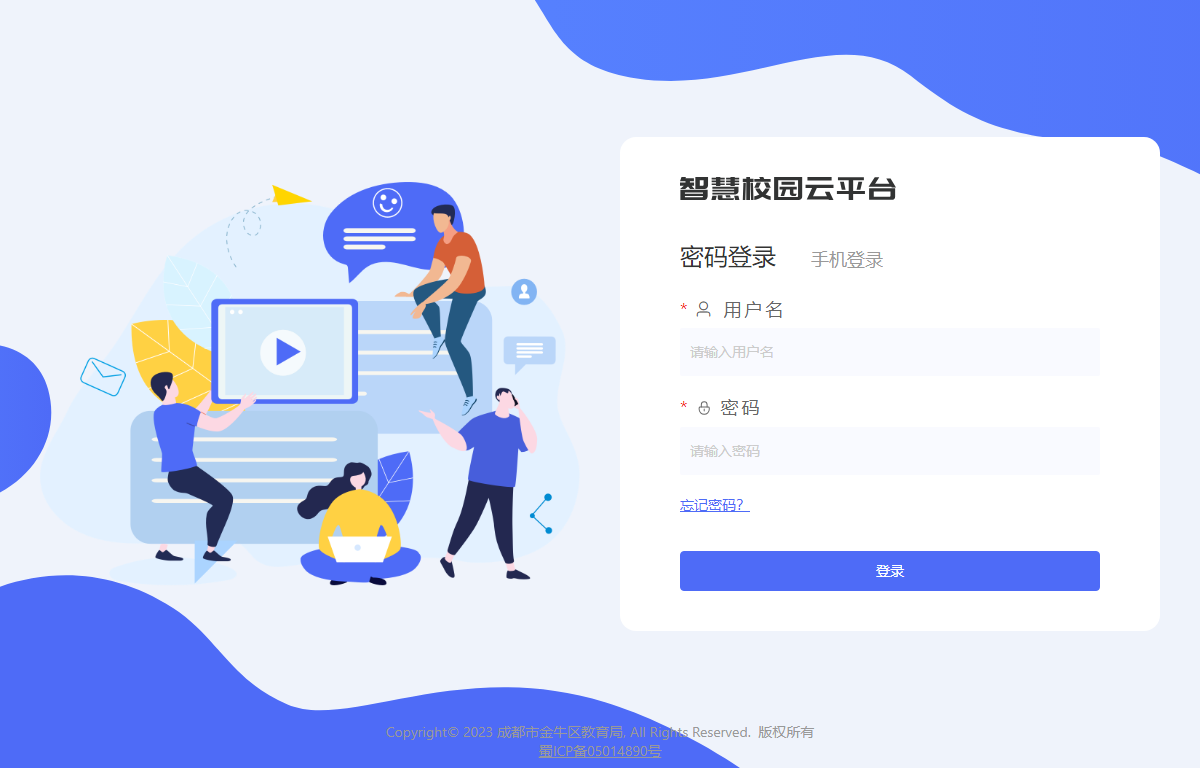 智慧校园云平台
密码登录 手机登录
* 用户名
请输入用户名
* 密码
请输入密码
忘记密码?
登录
Copyright© 2023 成都市金牛区教育局, All Rights Reserved. 版权所有
蜀ICP备05014890号